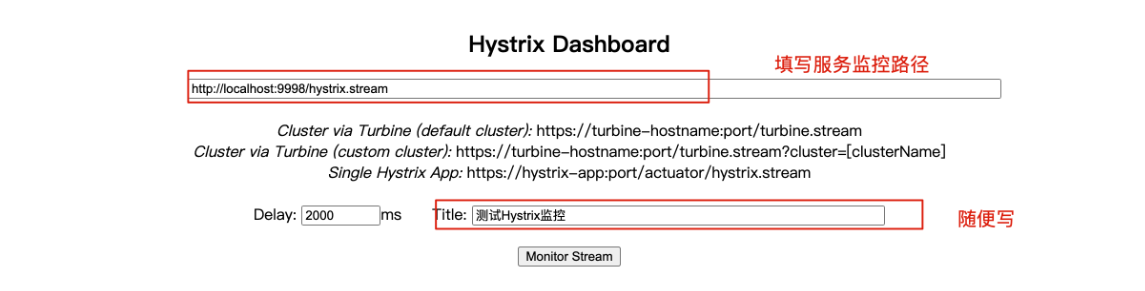 Hystrix Dashboard
填写服务监控路径
http://localhost:9998/hystrix.stream
Cluster via Turbine (default cluster): https://turbine-hostname:port/turbine.stream
Cluster via Turbine (custom cluster): https://turbine-hostname:port/turbine.stream?cluster=[clusterName]
Single Hystrix App: https://hystrix-app:port/actuator/hystrix.stream
Delay: 2000 ms Title: 测试Hystrix监控
随便写
Monitor Stream